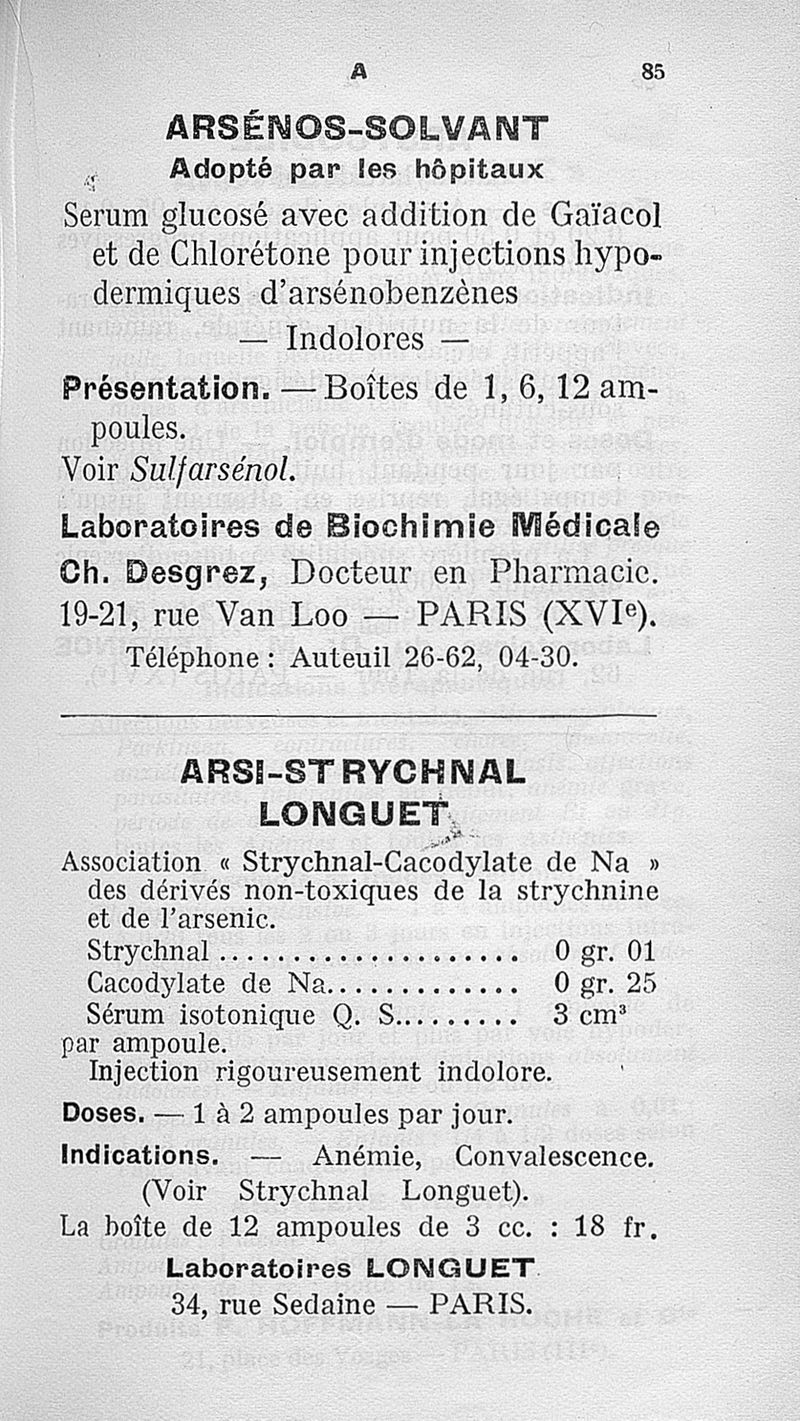 A 85
ARSÉNOS-SOLVANT
Adopté par les hôpitaux
Serum glucosé avec addition de Gaïacol
et de Chlorétone pour injections hypo-
dermiques d'arsénobenzènes
— Indolores —
Présentation. — Boîtes de 1, 6, 12 am-
poules.
Voir Sulfarsénol.
Laboratoires de Biochimie Médicale
Ch. Desgrez, Docteur en Pharmacie.
19-21, rue Van Loo — PARIS (XVIe).
Téléphone : Auteuil 26-62, 04-30.
ARSI-STRYCHNAL
LONGUET
Association « Strychnal-Cacodylate de Na »
des dérivés non-toxiques de la strychnine
et de l'arsenic.
Strychnal ..................... 0 gr. 01
Cacodylate de Na............. 0 gr. 25
Sérum isotonique Q. S......... 3 cm³
par ampoule.
Injection rigoureusement indolore.
Doses. — 1 à 2 ampoules par jour.
Indications. — Anémie, Convalescence.
(Voir Strychnal Longuet).
La boîte de 12 ampoules de 3 cc. : 18 fr.
Laboratoires LONGUET
34, rue Sedaine — PARIS.